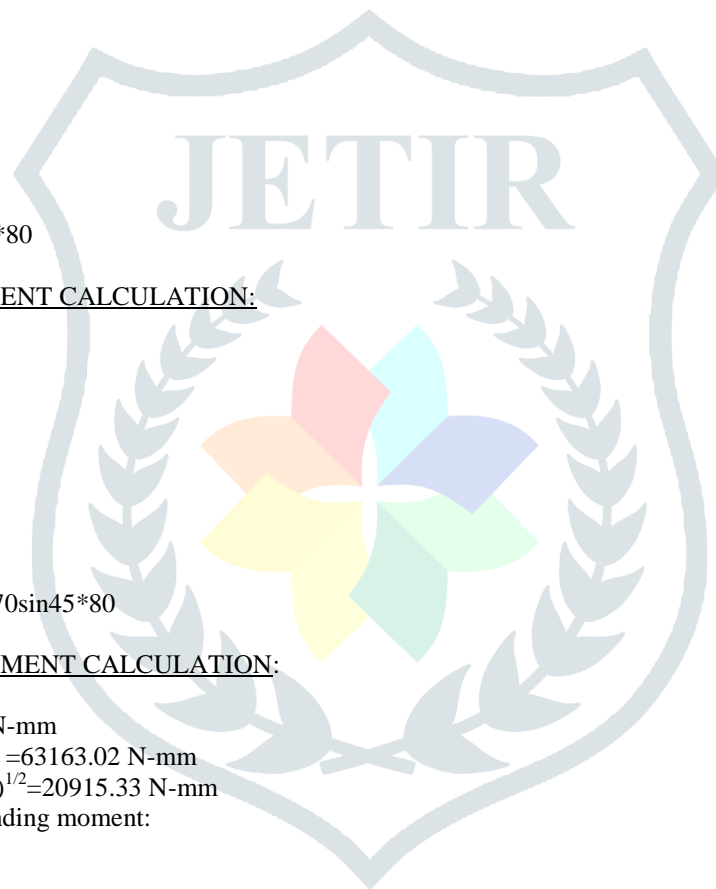 JETIR
*80
ENT CALCULATION:
70sin45*80
MENT CALCULATION:
N-mm
=63163.02 N-mm
)1/2=20915.33 N-mm
nding moment: